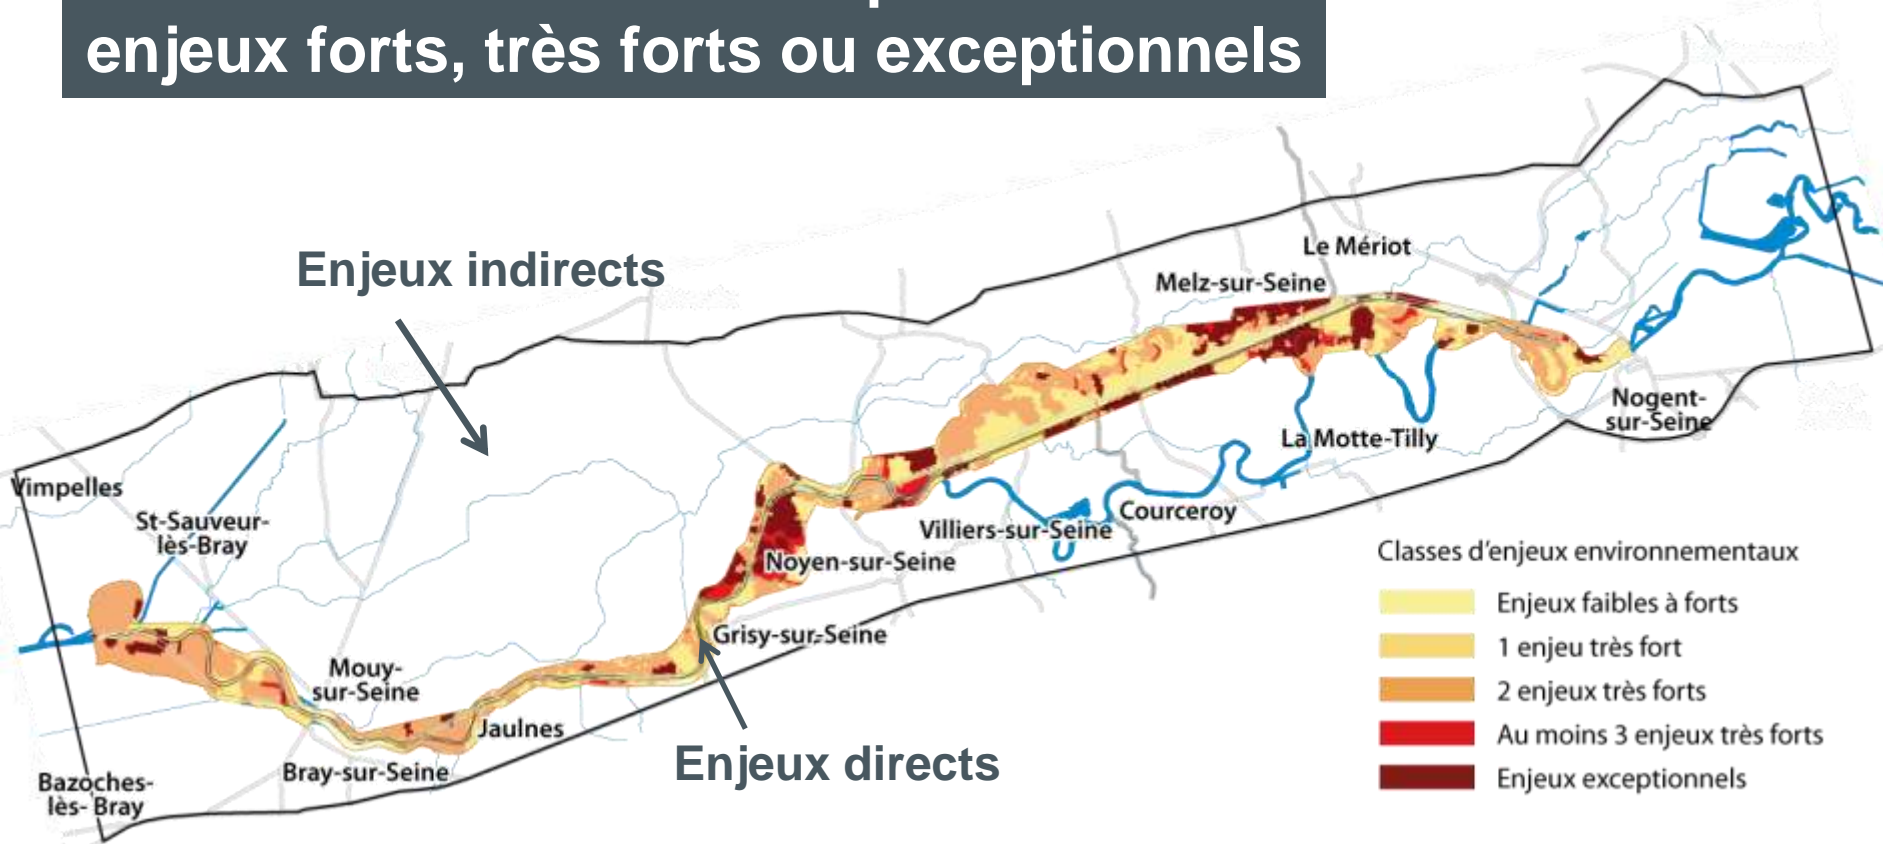 enjeux forts, très forts ou exceptionnels
Le Mériot
Enjeux indirects
Melz-sur-Seine
Nogent-
sur-Seine
La Motte-Tilly
Vimpelles
St-Sauveur-
lès-Bray
Courceroy
Villiers-sur-Seine
Noyen-sur-Seine
Grisy-sur-Seine
Mouy-
sur-Seine
Jaulnes
Enjeux directs
Bray-sur-Seine
Bazoches-
lès- Bray
Classes d'enjeux environnementaux
Enjeux faibles à forts
1 enjeu très fort
2 enjeux très forts
Au moins 3 enjeux très forts
Enjeux exceptionnels